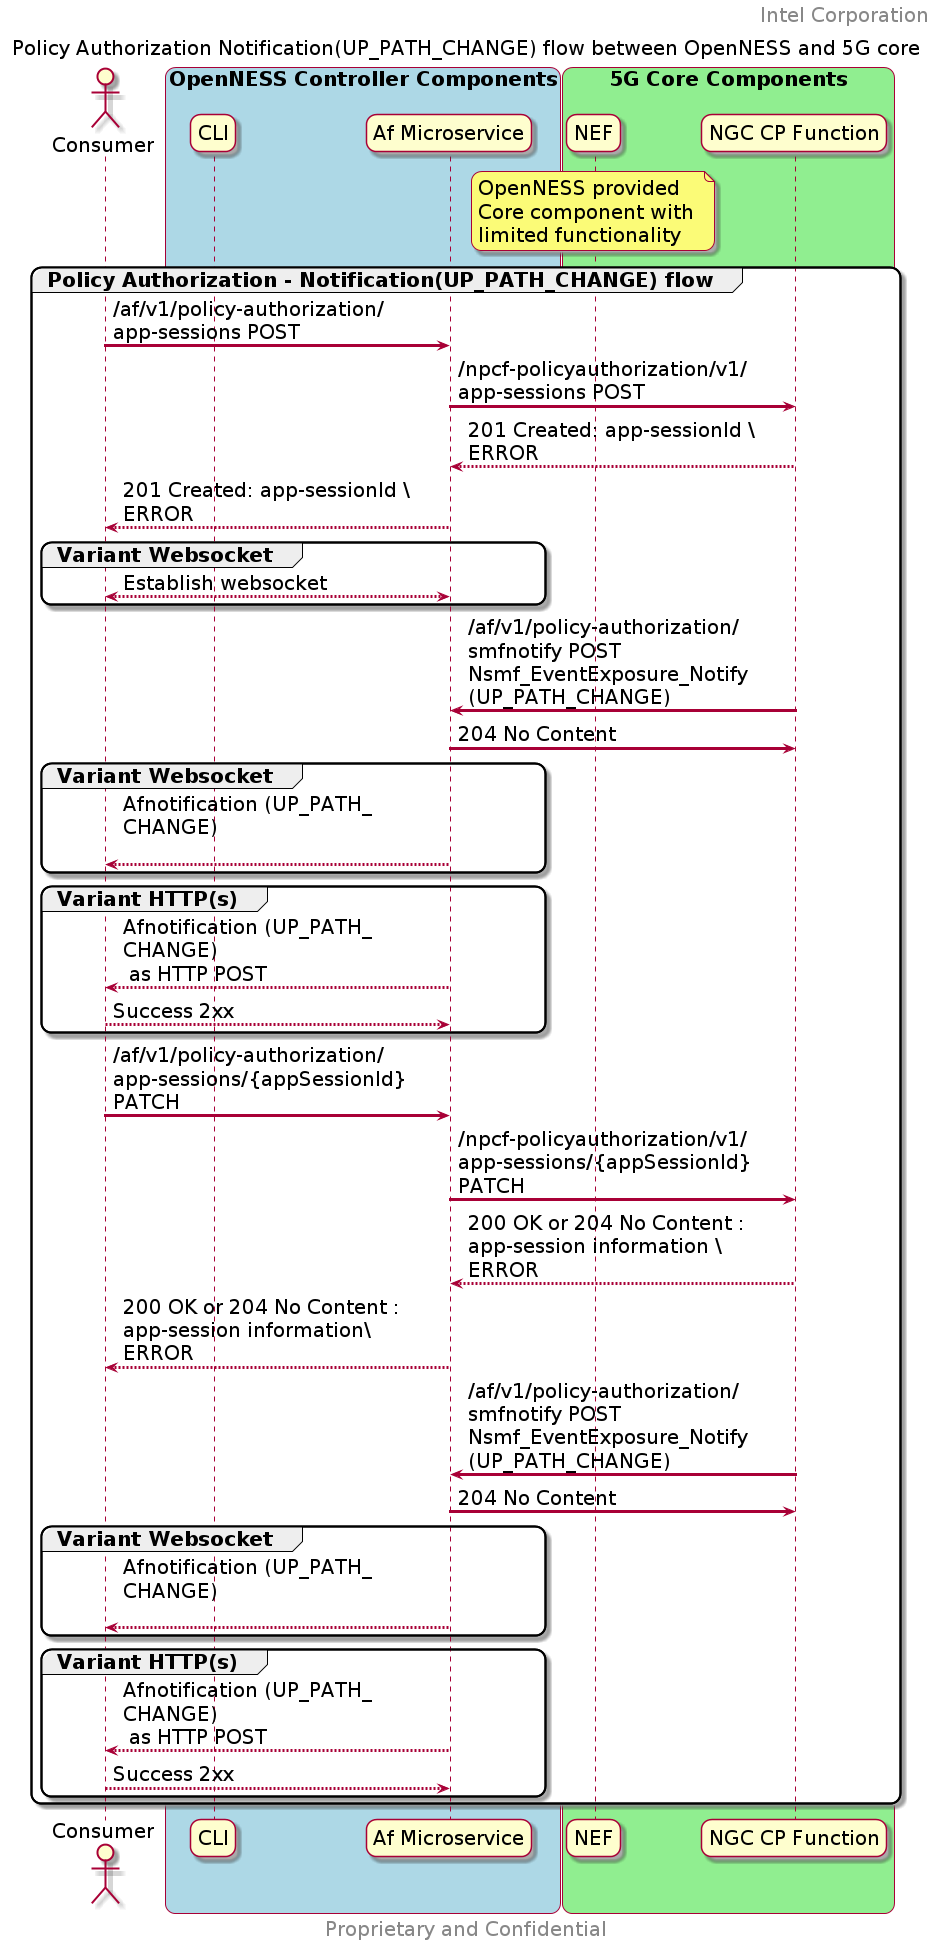 Intel Corporation
Policy Authorization Notification(UP_PATH_CHANGE) flow between OpenNESS and 5G core
OpenNESS Controller Components
5G Core Components
Consumer
CLI
Af Microservice
NEF
NGC CP Function
OpenNESS provided
Core component with
limited functionality
Policy Authorization - Notification(UP_PATH_CHANGE) flow
/af/v1/policy-authorization/
app-sessions POST
/npcf-policyauthorization/v1/
app-sessions POST
201 Created: app-sessionId \
ERROR
201 Created: app-sessionId \
ERROR
Variant Websocket
Establish websocket
/af/v1/policy-authorization/
smfnotify POST
Nsmf_EventExposure_Notify
(UP_PATH_CHANGE)
204 No Content
Variant Websocket
Afnotification (UP_PATH_
CHANGE)
Variant HTTP(s)
Afnotification (UP_PATH_
CHANGE)
as HTTP POST
Success 2xx
/af/v1/policy-authorization/
app-sessions/{appSessionId}
PATCH
/npcf-policyauthorization/v1/
app-sessions/{appSessionId}
PATCH
200 OK or 204 No Content :
app-session information \
ERROR
200 OK or 204 No Content :
app-session information\
ERROR
/af/v1/policy-authorization/
smfnotify POST
Nsmf_EventExposure_Notify
(UP_PATH_CHANGE)
204 No Content
Variant Websocket
Afnotification (UP_PATH_
CHANGE)
Variant HTTP(s)
Afnotification (UP_PATH_
CHANGE)
as HTTP POST
Success 2xx
Consumer
CLI
Af Microservice
NEF
NGC CP Function
Proprietary and Confidential